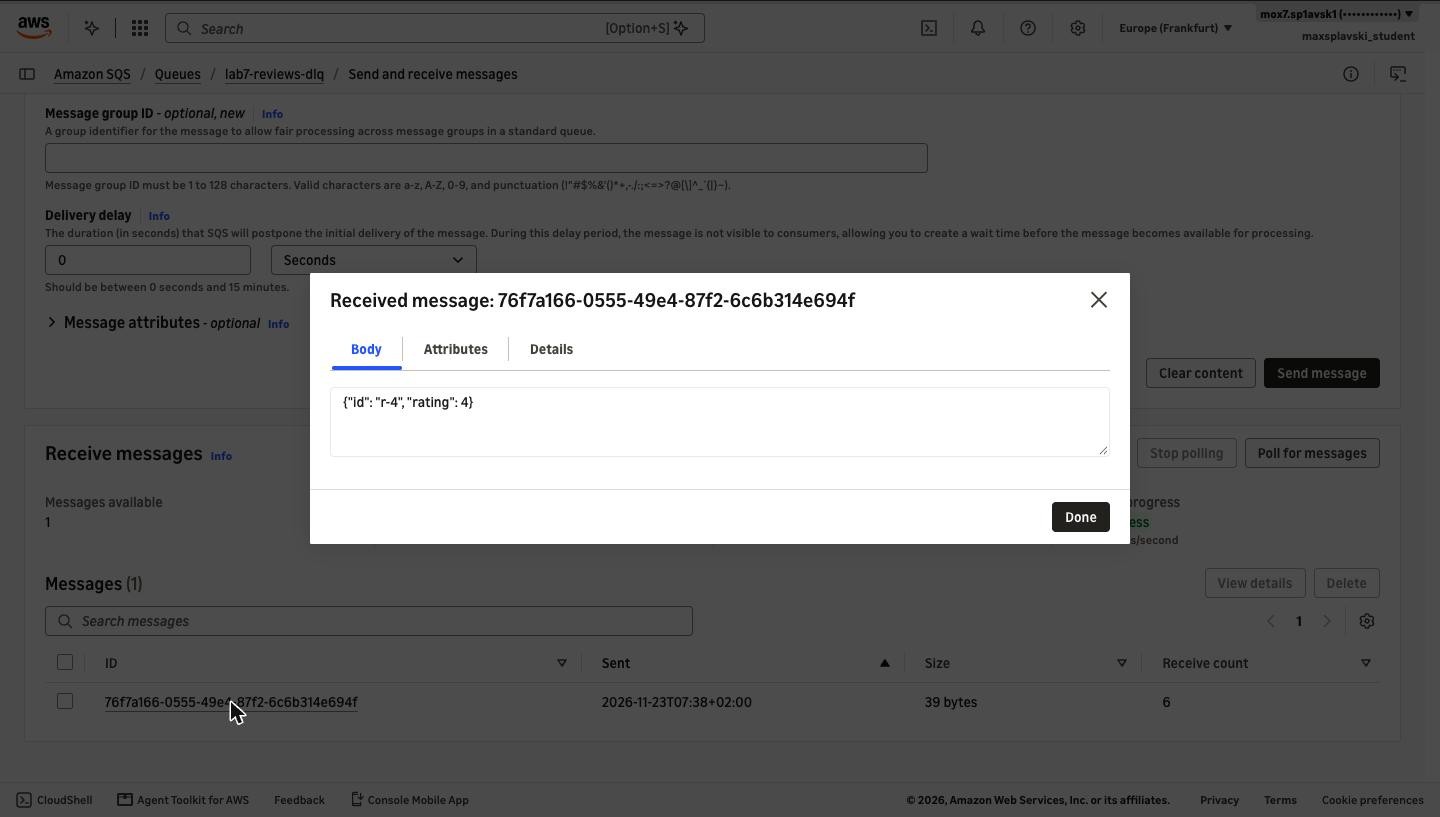 aws
Search
[Option+S]
Europe (Frankfurt)
mox7.sp1avsk1 (••••••••••••)
maxsplavski_student
Amazon SQS / Queues / lab7-reviews-dlq / Send and receive messages
Message group ID - optional, new Info
A group identifier for the message to allow fair processing across message groups in a standard queue.
Message group ID must be 1 to 128 characters. Valid characters are a-z, A-Z, 0-9, and punctuation (!"#$%&'()*+,-./:;<=>?@[\]^_`{|}~).
Delivery delay Info
The duration (in seconds) that SQS will postpone the initial delivery of the message. During this delay period, the message is not visible to consumers, allowing you to create a wait time before the message becomes available for processing.
0 Seconds
Should be between 0 seconds and 15 minutes.
Message attributes - optional Info
Clear content Send message
Received message: 76f7a166-0555-49e4-87f2-6c6b314e694f
Body Attributes Details
{"id": "r-4", "rating": 4}
Done
Receive messages Info
Stop polling Poll for messages
Messages available
1
rogress
ess
s/second
Messages (1)
View details Delete
Search messages
1
ID Sent Size Receive count
76f7a166-0555-49e4-87f2-6c6b314e694f 2026-11-23T07:38+02:00 39 bytes 6
CloudShell Agent Toolkit for AWS Feedback Console Mobile App © 2026, Amazon Web Services, Inc. or its affiliates. Privacy Terms Cookie preferences